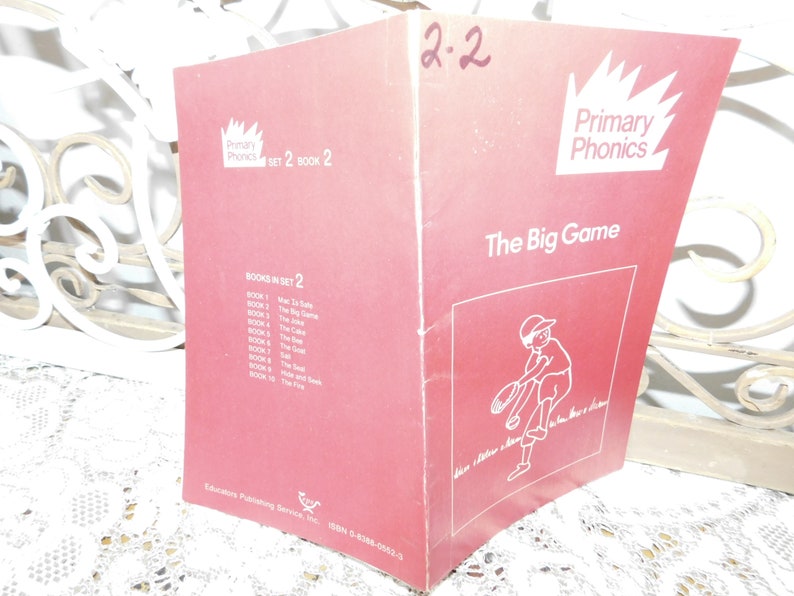 Primary
Phonics
SET 2 BOOK 2
BOOKS IN SET 2
BOOK 1 Mac Is Safe
BOOK 2 The Big Game
BOOK 3 The Joke
BOOK 4 The Cake
BOOK 5 The Bee
BOOK 6 The Goat
BOOK 7 Sail
BOOK 8 The Seal
BOOK 9 Hide and Seek
BOOK 10 The Fire
eps
Educators Publishing Service, Inc. ISBN 0-8388-0562-3
2-2
Primary
Phonics
The Big Game